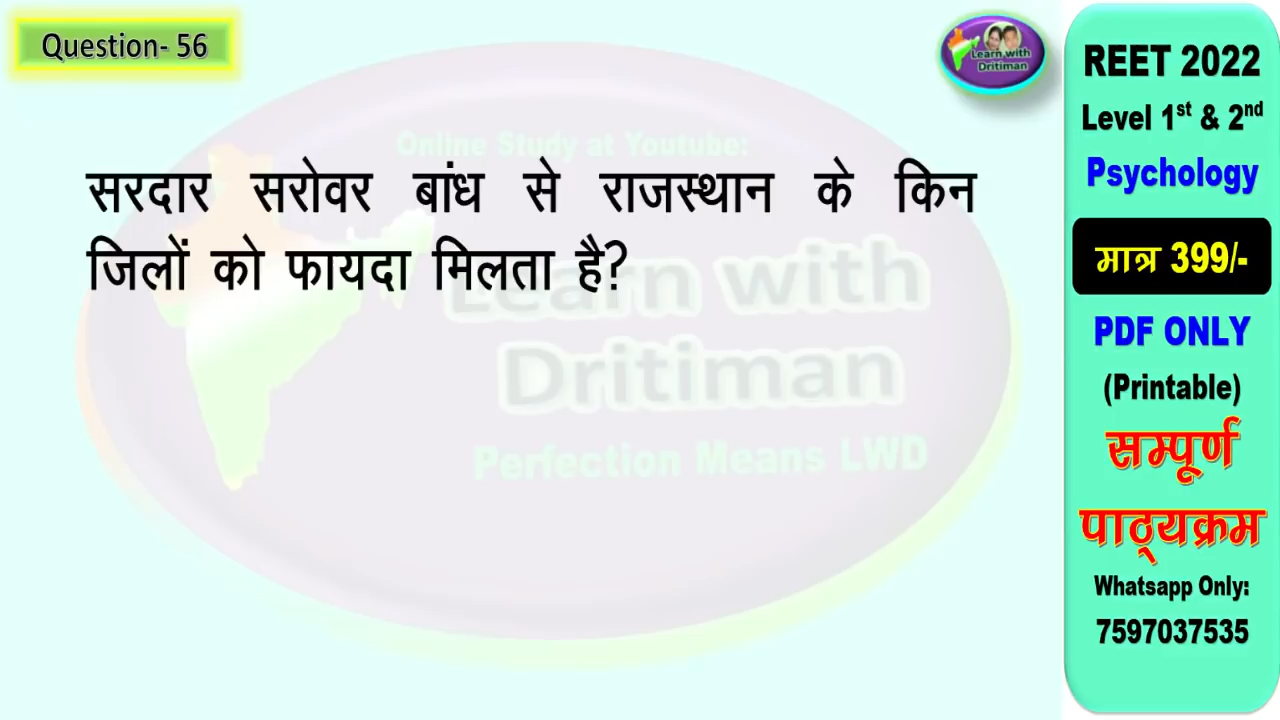 Question- 56
Learn with
Dritiman
Online Study at Youtube:
सरदार सरोवर बांध से राजस्थान के किन
जिलों को फायदा मिलता है?
Learn with
Dritiman
Perfection Means LWD
REET 2022
Level 1st & 2nd
Psychology
मात्र 399/-
PDF ONLY
(Printable)
सम्पूर्ण
पाठ्यक्रम
Whatsapp Only:
7597037535